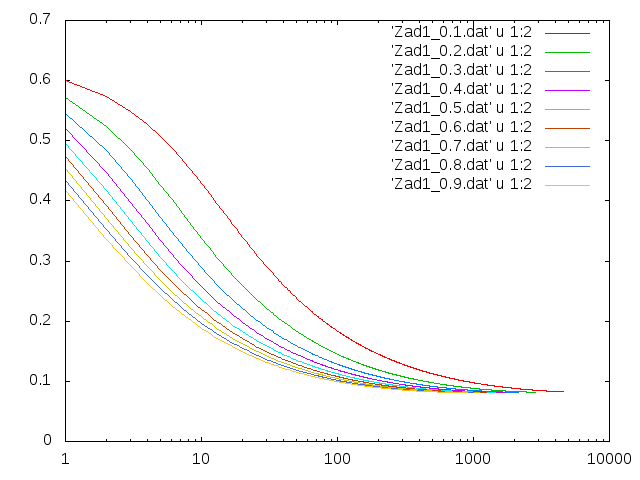 0.7
0.6
0.5
0.4
0.3
0.2
0.1
0
1 10 100 1000 10000
'Zad1_0.1.dat' u 1:2
'Zad1_0.2.dat' u 1:2
'Zad1_0.3.dat' u 1:2
'Zad1_0.4.dat' u 1:2
'Zad1_0.5.dat' u 1:2
'Zad1_0.6.dat' u 1:2
'Zad1_0.7.dat' u 1:2
'Zad1_0.8.dat' u 1:2
'Zad1_0.9.dat' u 1:2